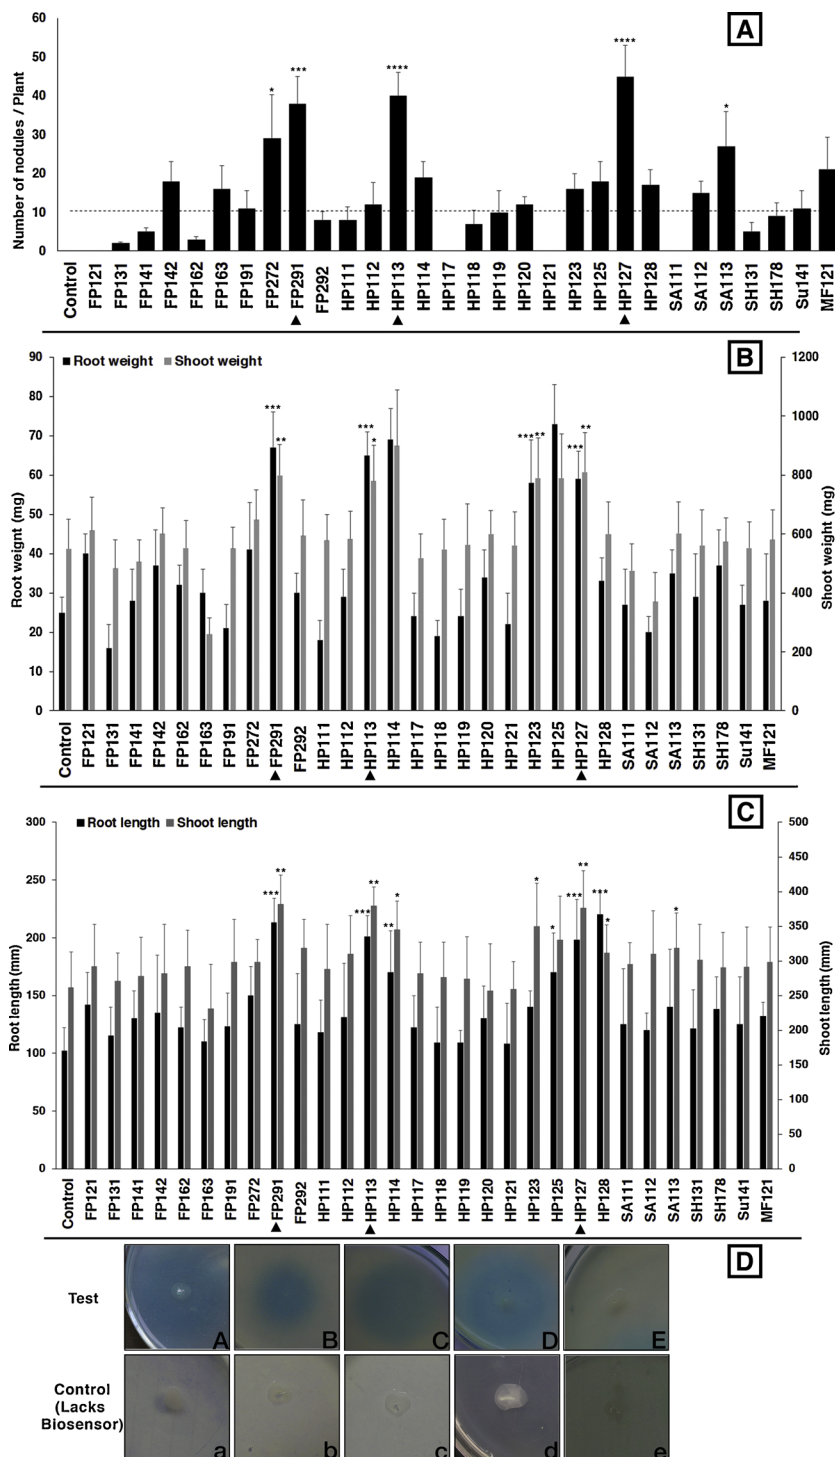 A
60
50
40
30
20
10
0
Number of nodules / Plant
* *** **** **** *
Control FP121 FP131 FP141 FP142 FP162 FP163 FP191 FP272 FP291 FP292 HP111 HP112 HP113 HP114 HP117 HP118 HP119 HP120 HP121 HP123 HP125 HP127 HP128 SA111 SA112 SA113 SH131 SH178 Su141 MF121
B
Root weight Shoot weight
90
80
70
60
50
40
30
20
10
0
Root weight (mg)
1200
1000
800
600
400
200
0
Shoot weight (mg)
*** ** *** * *** ** *** **
Control FP121 FP131 FP141 FP142 FP162 FP163 FP191 FP272 FP291 FP292 HP111 HP112 HP113 HP114 HP117 HP118 HP119 HP120 HP121 HP123 HP125 HP127 HP128 SA111 SA112 SA113 SH131 SH178 Su141 MF121
C
Root length Shoot length
300
250
200
150
100
50
0
Root length (mm)
500
450
400
350
300
250
200
150
100
50
0
Shoot length (mm)
*** ** *** ** ** * * * *** ** *** * *
Control FP121 FP131 FP141 FP142 FP162 FP163 FP191 FP272 FP291 FP292 HP111 HP112 HP113 HP114 HP117 HP118 HP119 HP120 HP121 HP123 HP125 HP127 HP128 SA111 SA112 SA113 SH131 SH178 Su141 MF121
D
Test
A B C D E
Control
(Lacks
Biosensor)
a b c d e